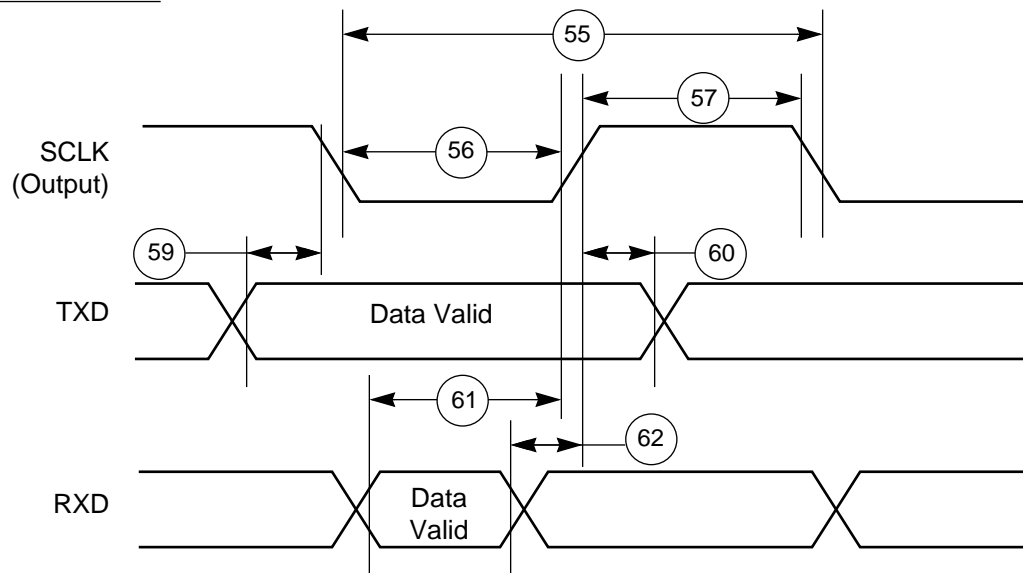 55
57
SCLK
(Output)
56
59
60
TXD
Data Valid
61
62
RXD
Data
Valid